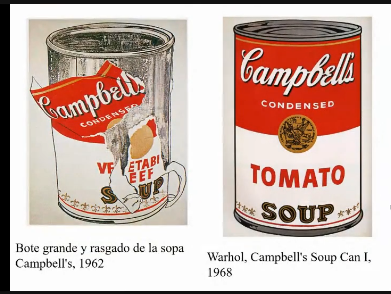 Campbell's
CONDENSED
VEGETABLE
BEEF
SOUP
Bote grande y rasgado de la sopa
Campbell's, 1962
Campbell's
CONDENSED
TOMATO
SOUP
Warhol, Campbell's Soup Can I,
1968